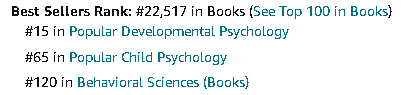 Best Sellers Rank: #22,517 in Books (See Top 100 in Books)
#15 in Popular Developmental Psychology
#65 in Popular Child Psychology
#120 in Behavioral Sciences (Books)